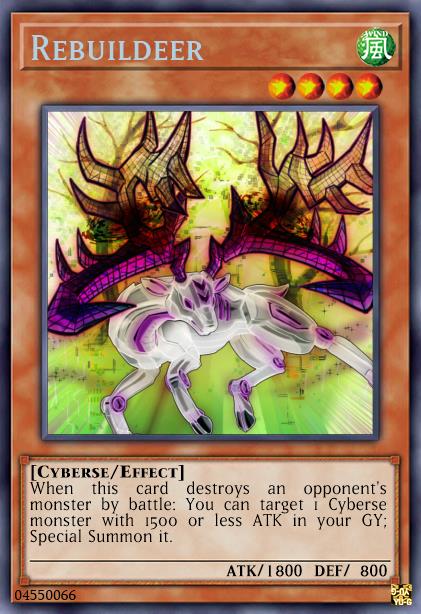 REBUILDEER
WIND
風
[CYBERSE/EFFECT]
When this card destroys an opponent's
monster by battle: You can target 1 Cyberse
monster with 1500 or less ATK in your GY;
Special Summon it.
ATK/1800 DEF/ 800
04550066